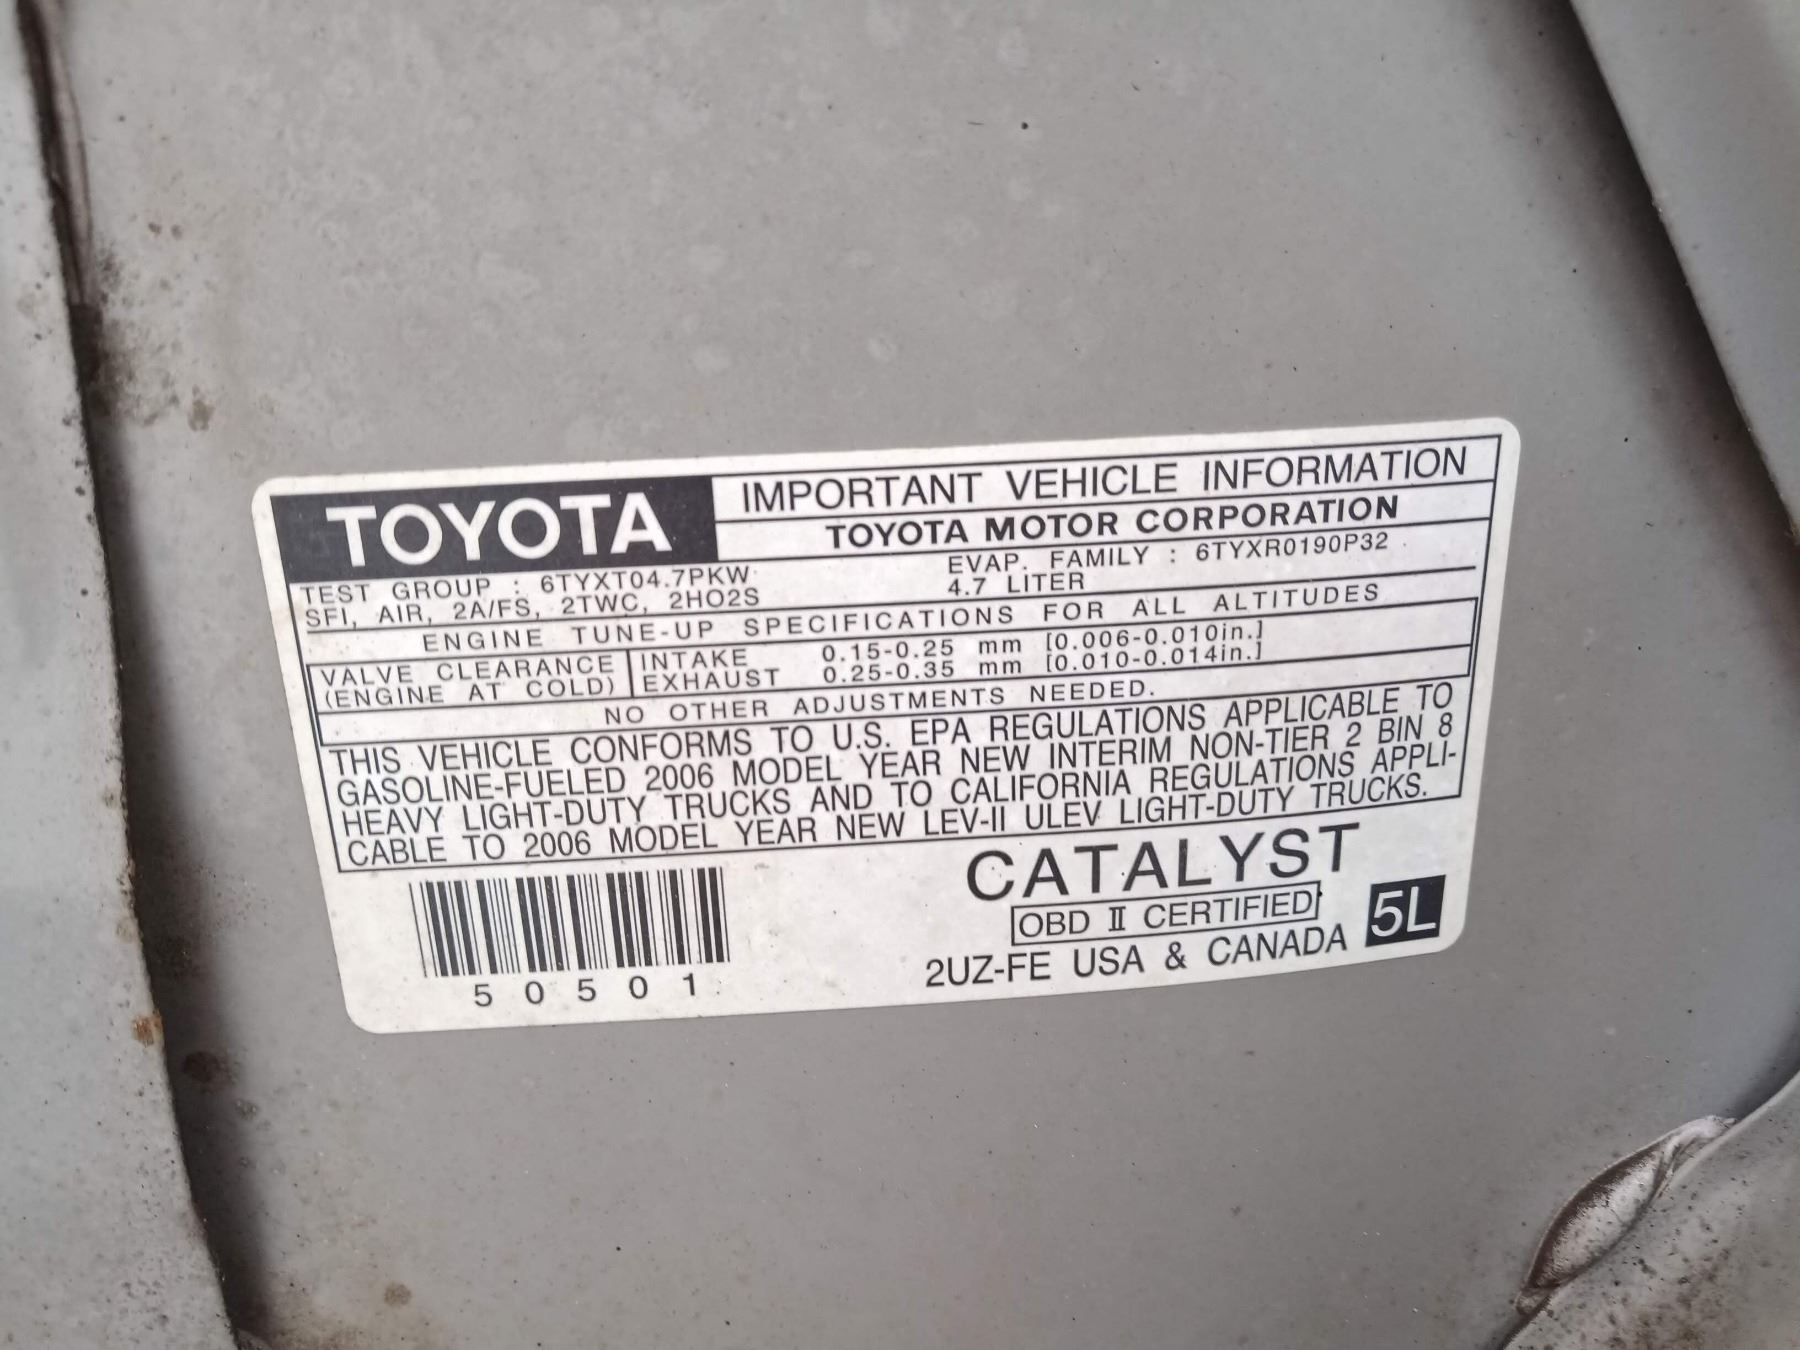 TOYOTA
IMPORTANT VEHICLE INFORMATION
TOYOTA MOTOR CORPORATION
TEST GROUP : 6TYXT04.7PKW EVAP. FAMILY : 6TYXR0190P32
SFI, AIR, 2A/FS, 2TWC, 2HO2S 4.7 LITER
ENGINE TUNE-UP SPECIFICATIONS FOR ALL ALTITUDES
VALVE CLEARANCE INTAKE 0.15-0.25 mm [0.006-0.010in.]
(ENGINE AT COLD) EXHAUST 0.25-0.35 mm [0.010-0.014in.]
NO OTHER ADJUSTMENTS NEEDED.
THIS VEHICLE CONFORMS TO U.S. EPA REGULATIONS APPLICABLE TO
GASOLINE-FUELED 2006 MODEL YEAR NEW INTERIM NON-TIER 2 BIN 8
HEAVY LIGHT-DUTY TRUCKS AND TO CALIFORNIA REGULATIONS APPLI-
CABLE TO 2006 MODEL YEAR NEW LEV-II ULEV LIGHT-DUTY TRUCKS.
CATALYST
OBD II CERTIFIED
5L
2UZ-FE USA & CANADA
50501